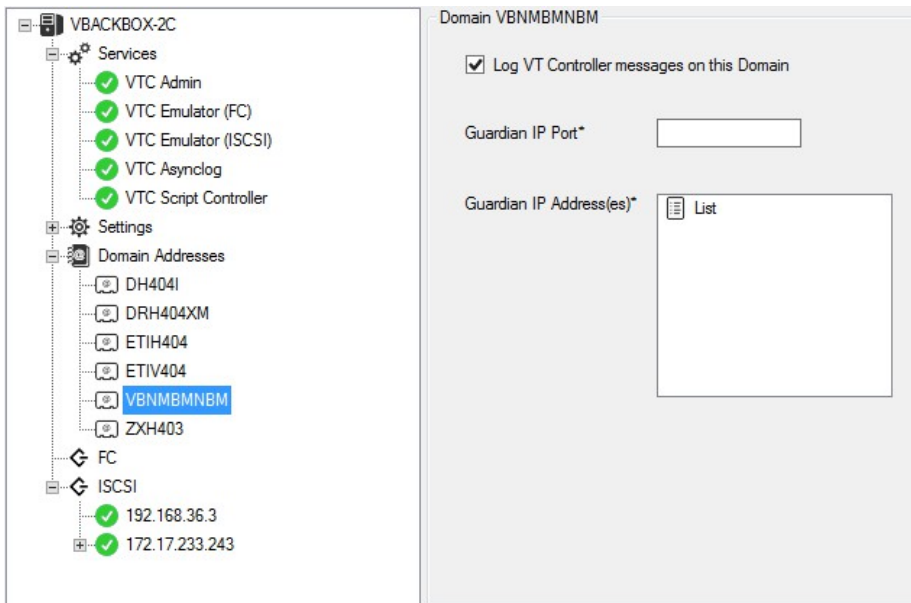 VBACKBOX-2C
Services
VTC Admin
VTC Emulator (FC)
VTC Emulator (ISCSI)
VTC Asynclog
VTC Script Controller
Settings
Domain Addresses
DH404I
DRH404XM
ETIH404
ETIV404
VBNMBMNBM
ZXH403
FC
ISCSI
192.168.36.3
172.17.233.243
Domain VBNMBMNBM
Log VT Controller messages on this Domain
Guardian IP Port*
Guardian IP Address(es)*
List